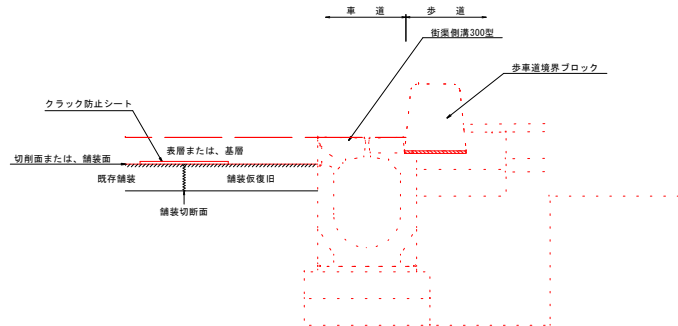 車 道
歩 道
街渠側溝300型
歩車道境界ブロック
クラック防止シート
表層または、基層
切削面または、舗装面
既存舗装
舗装仮復旧
舗装切断面